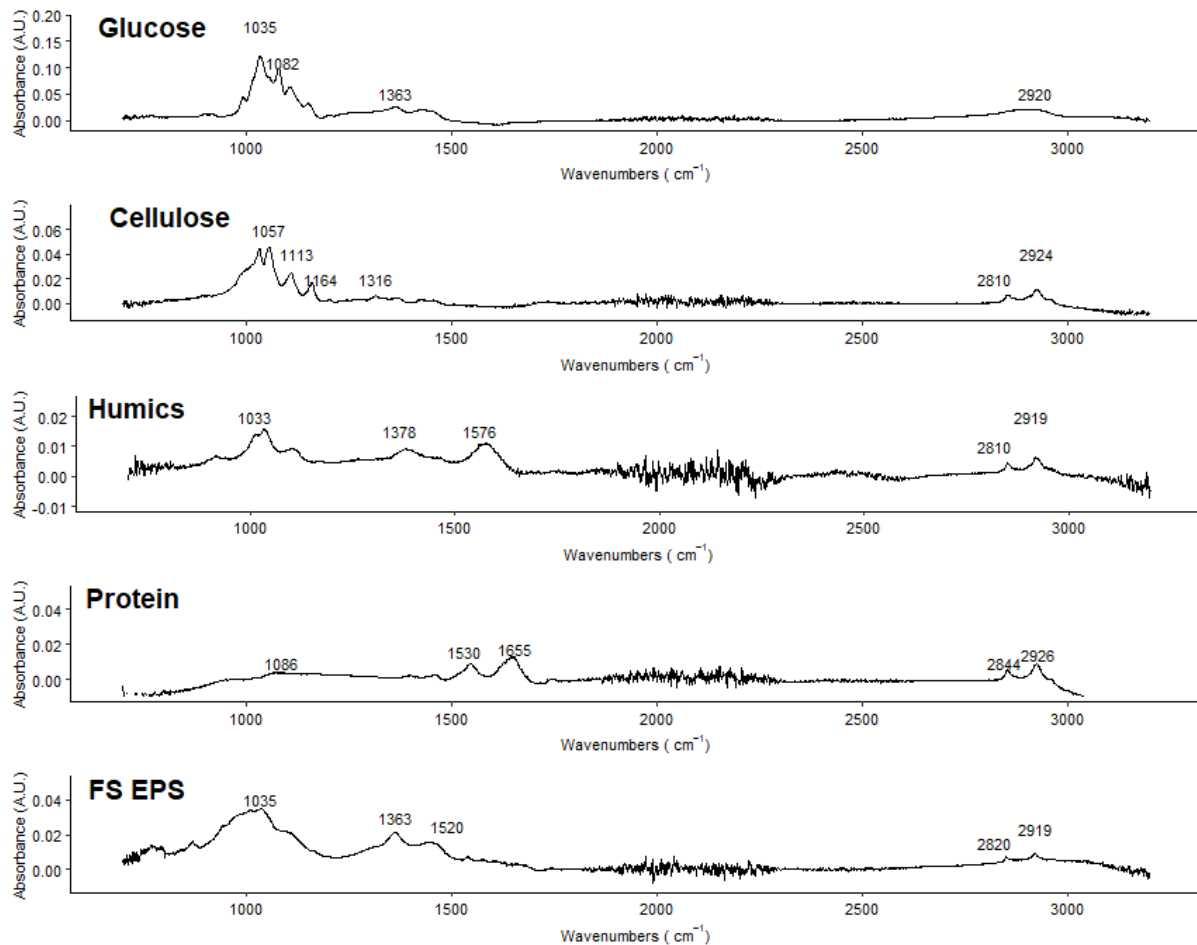 Glucose
Absorbance (A.U.)
0.20
0.15
0.10
0.05
0.00
1035
1082
1363
2920
1000 1500 2000 2500 3000
Wavenumbers ( cm⁻¹)
Cellulose
Absorbance (A.U.)
0.06
0.04
0.02
0.00
1057
1113
1164
1316
2810
2924
1000 1500 2000 2500 3000
Wavenumbers ( cm⁻¹)
Humics
Absorbance (A.U.)
0.02
0.01
0.00
-0.01
1033
1378
1576
2810
2919
1000 1500 2000 2500 3000
Wavenumbers ( cm⁻¹)
Protein
Absorbance (A.U.)
0.04
0.02
0.00
1086
1530
1655
2844
2926
1000 1500 2000 2500 3000
Wavenumbers ( cm⁻¹)
FS EPS
Absorbance (A.U.)
0.04
0.02
0.00
1035
1363
1520
2820
2919
1000 1500 2000 2500 3000
Wavenumbers ( cm⁻¹)